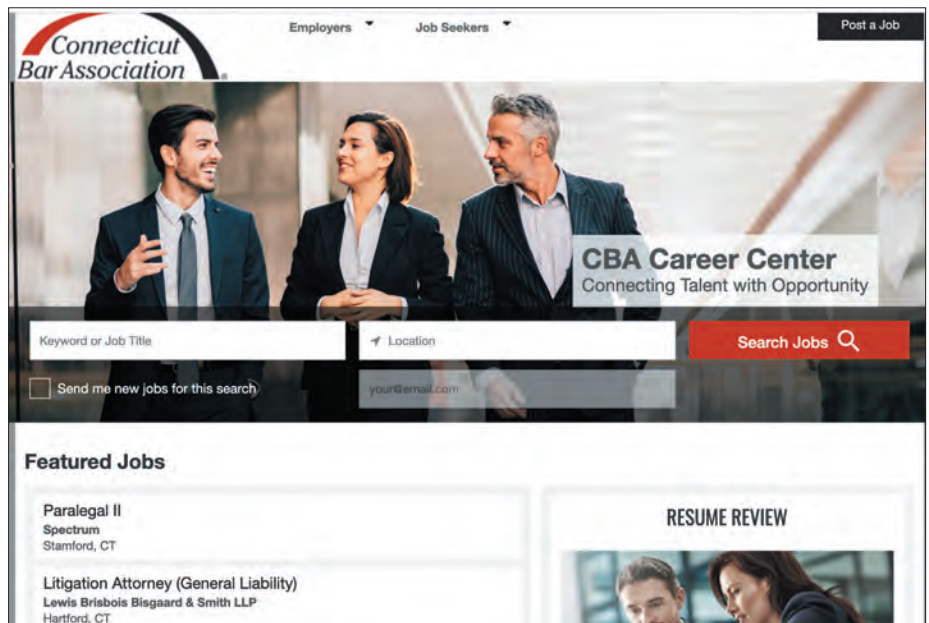 Connecticut
Bar Association
Employers
Job Seekers
Post a Job
CBA Career Center
Connecting Talent with Opportunity
Keyword or Job Title
Location
Search Jobs
Send me new jobs for this search
your@email.com
Featured Jobs
Paralegal II
Spectrum
Stamford, CT
Litigation Attorney (General Liability)
Lewis Brisbois Bisgaard & Smith LLP
Hartford, CT
RESUME REVIEW